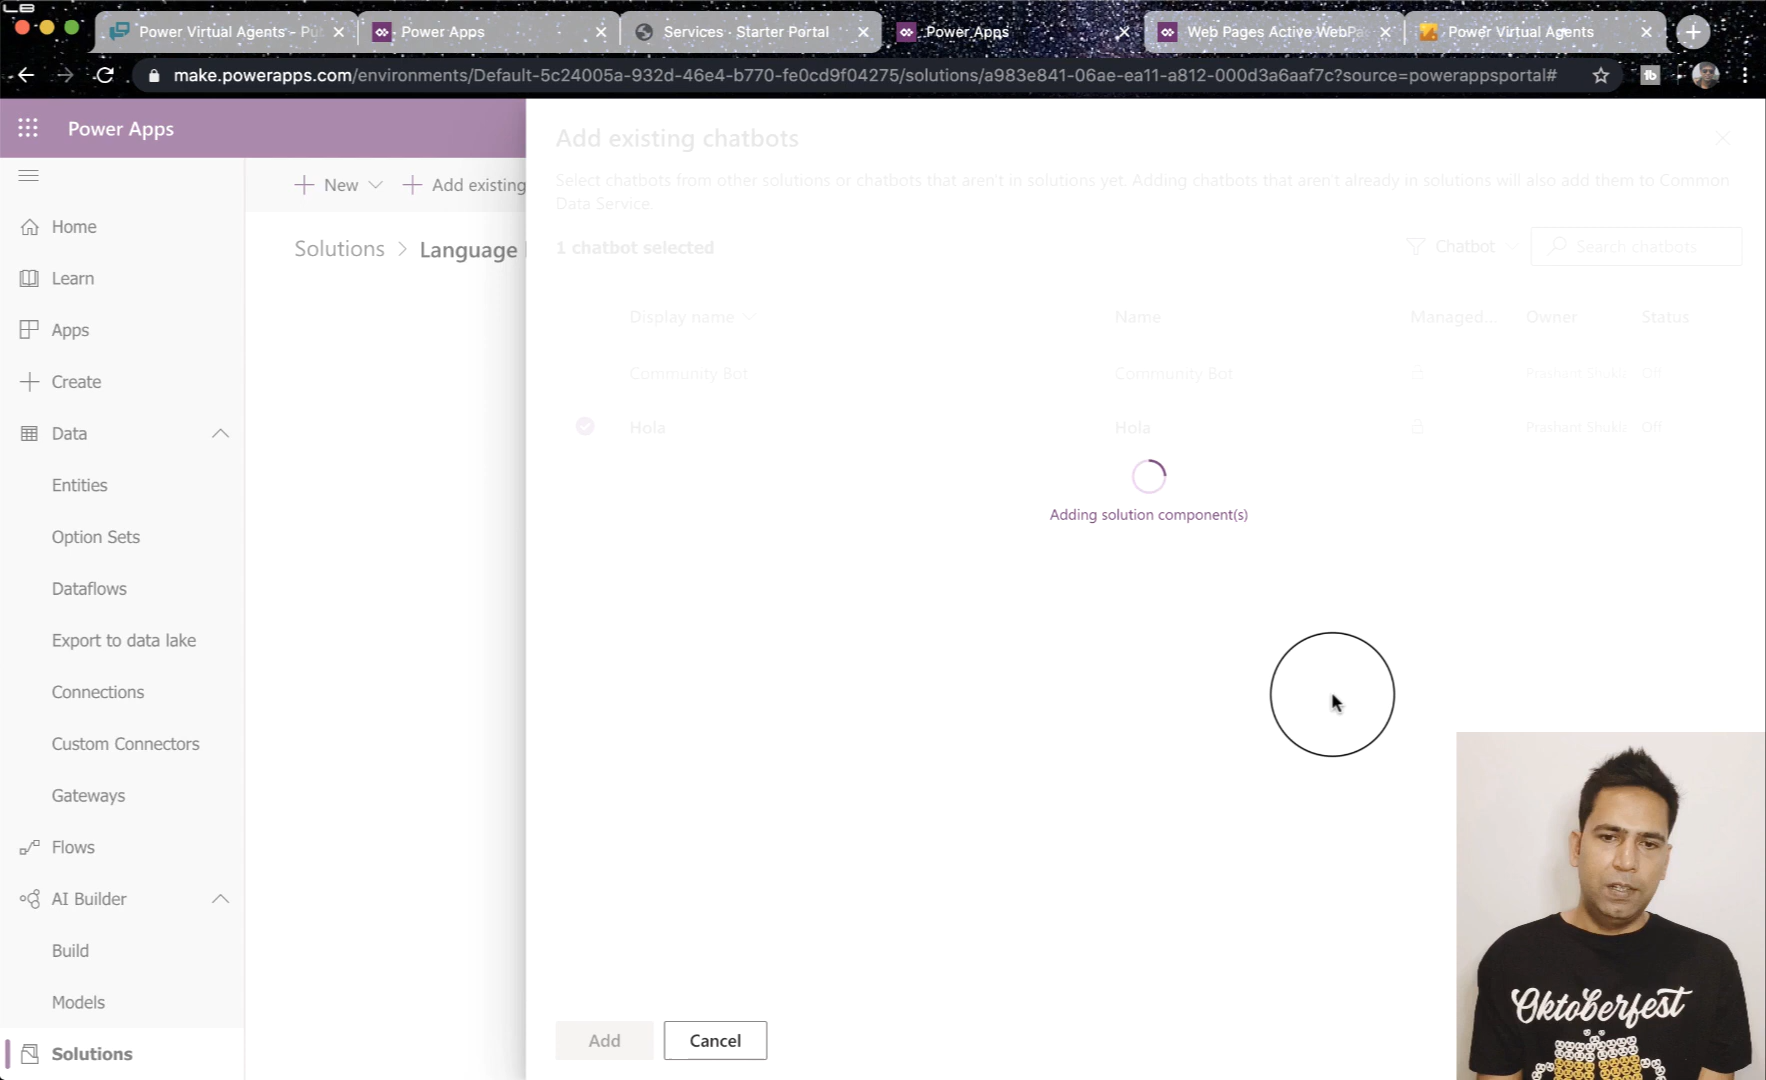 Power Virtual Agents - Pu
Power Apps
Services · Starter Portal
Power Apps
Web Pages Active WebPa
Power Virtual Agents
make.powerapps.com/environments/Default-5c24005a-932d-46e4-b770-fe0cd9f04275/solutions/a983e841-06ae-ea11-a812-000d3a6aaf7c?source=powerappsportal#
Power Apps
Home
Learn
Apps
Create
Data
Entities
Option Sets
Dataflows
Export to data lake
Connections
Custom Connectors
Gateways
Flows
AI Builder
Build
Models
Solutions
New
Add existing
Solutions > Language
Add existing chatbots
Select chatbots from other solutions or chatbots that aren't in solutions yet. Adding chatbots that aren't already in solutions will also add them to Common
Data Service.
1 chatbot selected
Chatbot
Search chatbots
Display name Name Managed... Owner Status
Community Bot Community Bot Prashant Shukla Off
Hola Hola Prashant Shukla Off
Adding solution component(s)
Add
Cancel
Oktoberfest